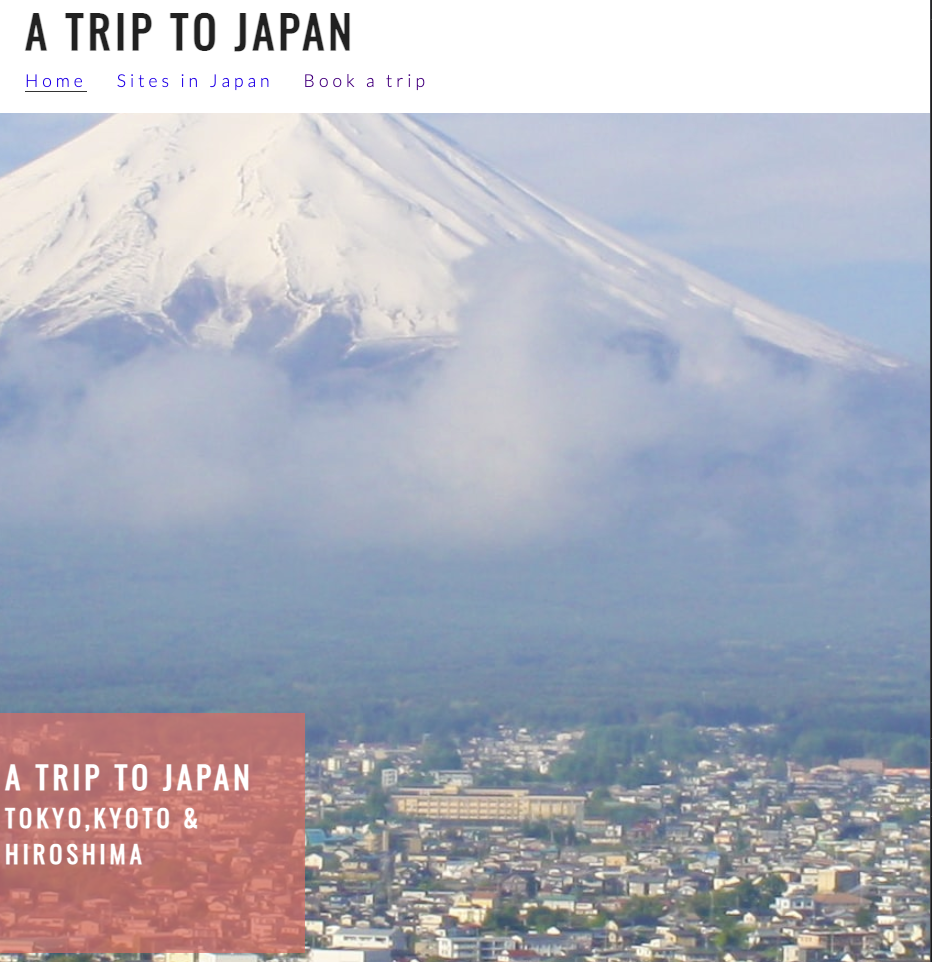 A TRIP TO JAPAN
Home Sites in Japan Book a trip
A TRIP TO JAPAN
TOKYO,KYOTO &
HIROSHIMA